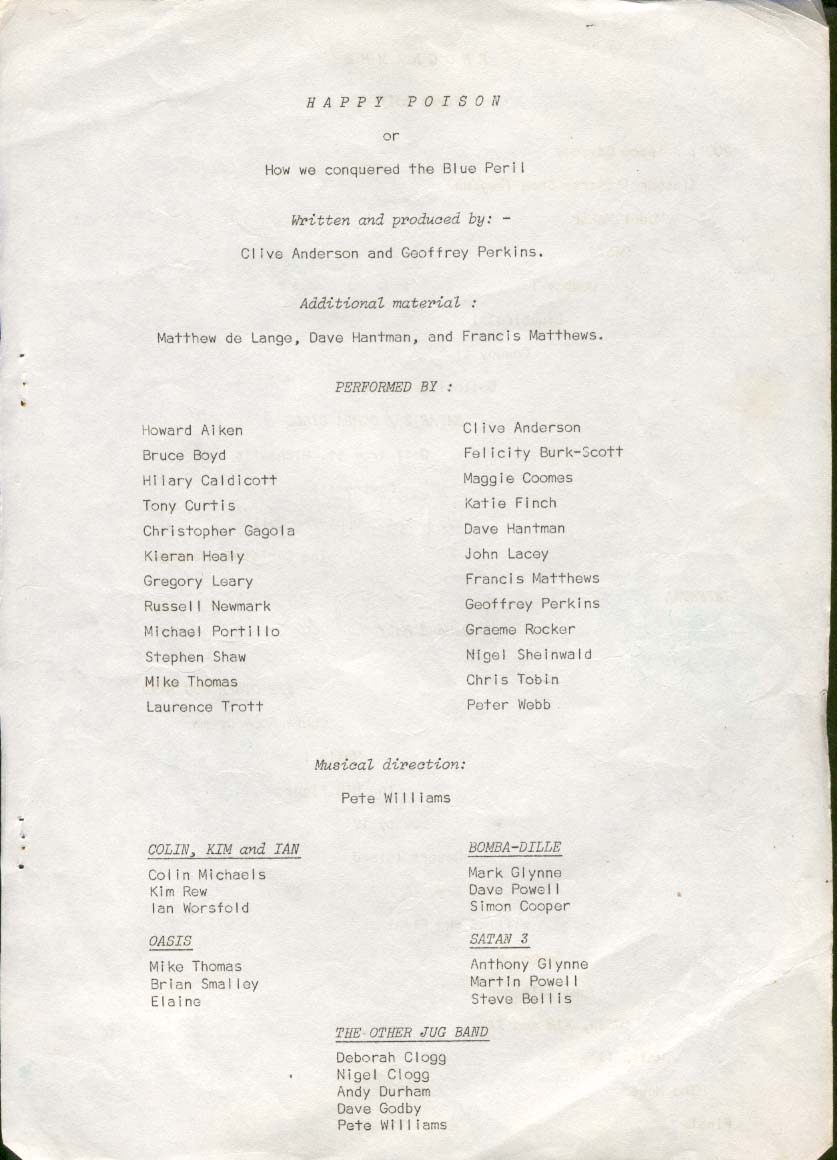 HAPPY POISON
or
How we conquered the Blue Peril
Written and produced by: -
Clive Anderson and Geoffrey Perkins.
Additional material :
Matthew de Lange, Dave Hantman, and Francis Matthews.
PERFORMED BY :
Howard Aiken
Bruce Boyd
Hilary Caldicott
Tony Curtis
Christopher Gagola
Kieran Healy
Gregory Leary
Russell Newmark
Michael Portillo
Stephen Shaw
Mike Thomas
Laurence Trott
Clive Anderson
Felicity Burk-Scott
Maggie Coomes
Katie Finch
Dave Hantman
John Lacey
Francis Matthews
Geoffrey Perkins
Graeme Rocker
Nigel Sheinwald
Chris Tobin
Peter Webb
Musical direction:
Pete Williams
COLIN, KIM and IAN
Colin Michaels
Kim Rew
Ian Worsfold
BOMBA-DILLE
Mark Glynne
Dave Powell
Simon Cooper
OASIS
Mike Thomas
Brian Smalley
Elaine
SATAN 3
Anthony Glynne
Martin Powell
Steve Bellis
THE OTHER JUG BAND
Deborah Clogg
Nigel Clogg
Andy Durham
Dave Godby
Pete Williams